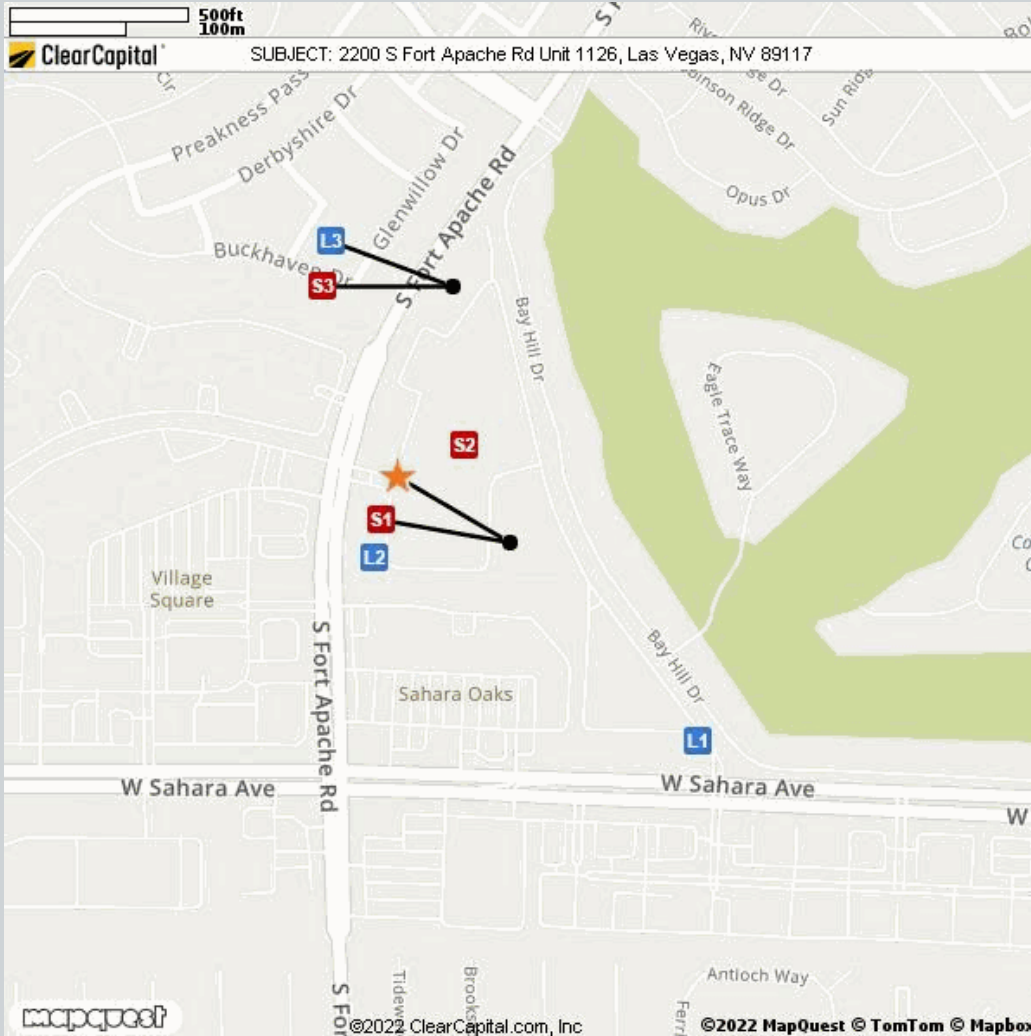 500ft
100m
ClearCapital
SUBJECT: 2200 S Fort Apache Rd Unit 1126, Las Vegas, NV 89117
Preakness Pass
Derbyshire Dr
Glenwillow Dr
S Fort Apache Rd
Sun Ridge
Opus Dr
Buckhaven Dr
L3
S3
Bay Hill Dr
Eagle Trace Way
S2
S1
L2
Village
Square
S Fort Apache Rd
Bay Hill Dr
Sahara Oaks
L1
W Sahara Ave
W Sahara Ave
W
Antioch Way
S For
mapquest
©2022 ClearCapital.com, Inc
©2022 MapQuest © TomTom © Mapbox